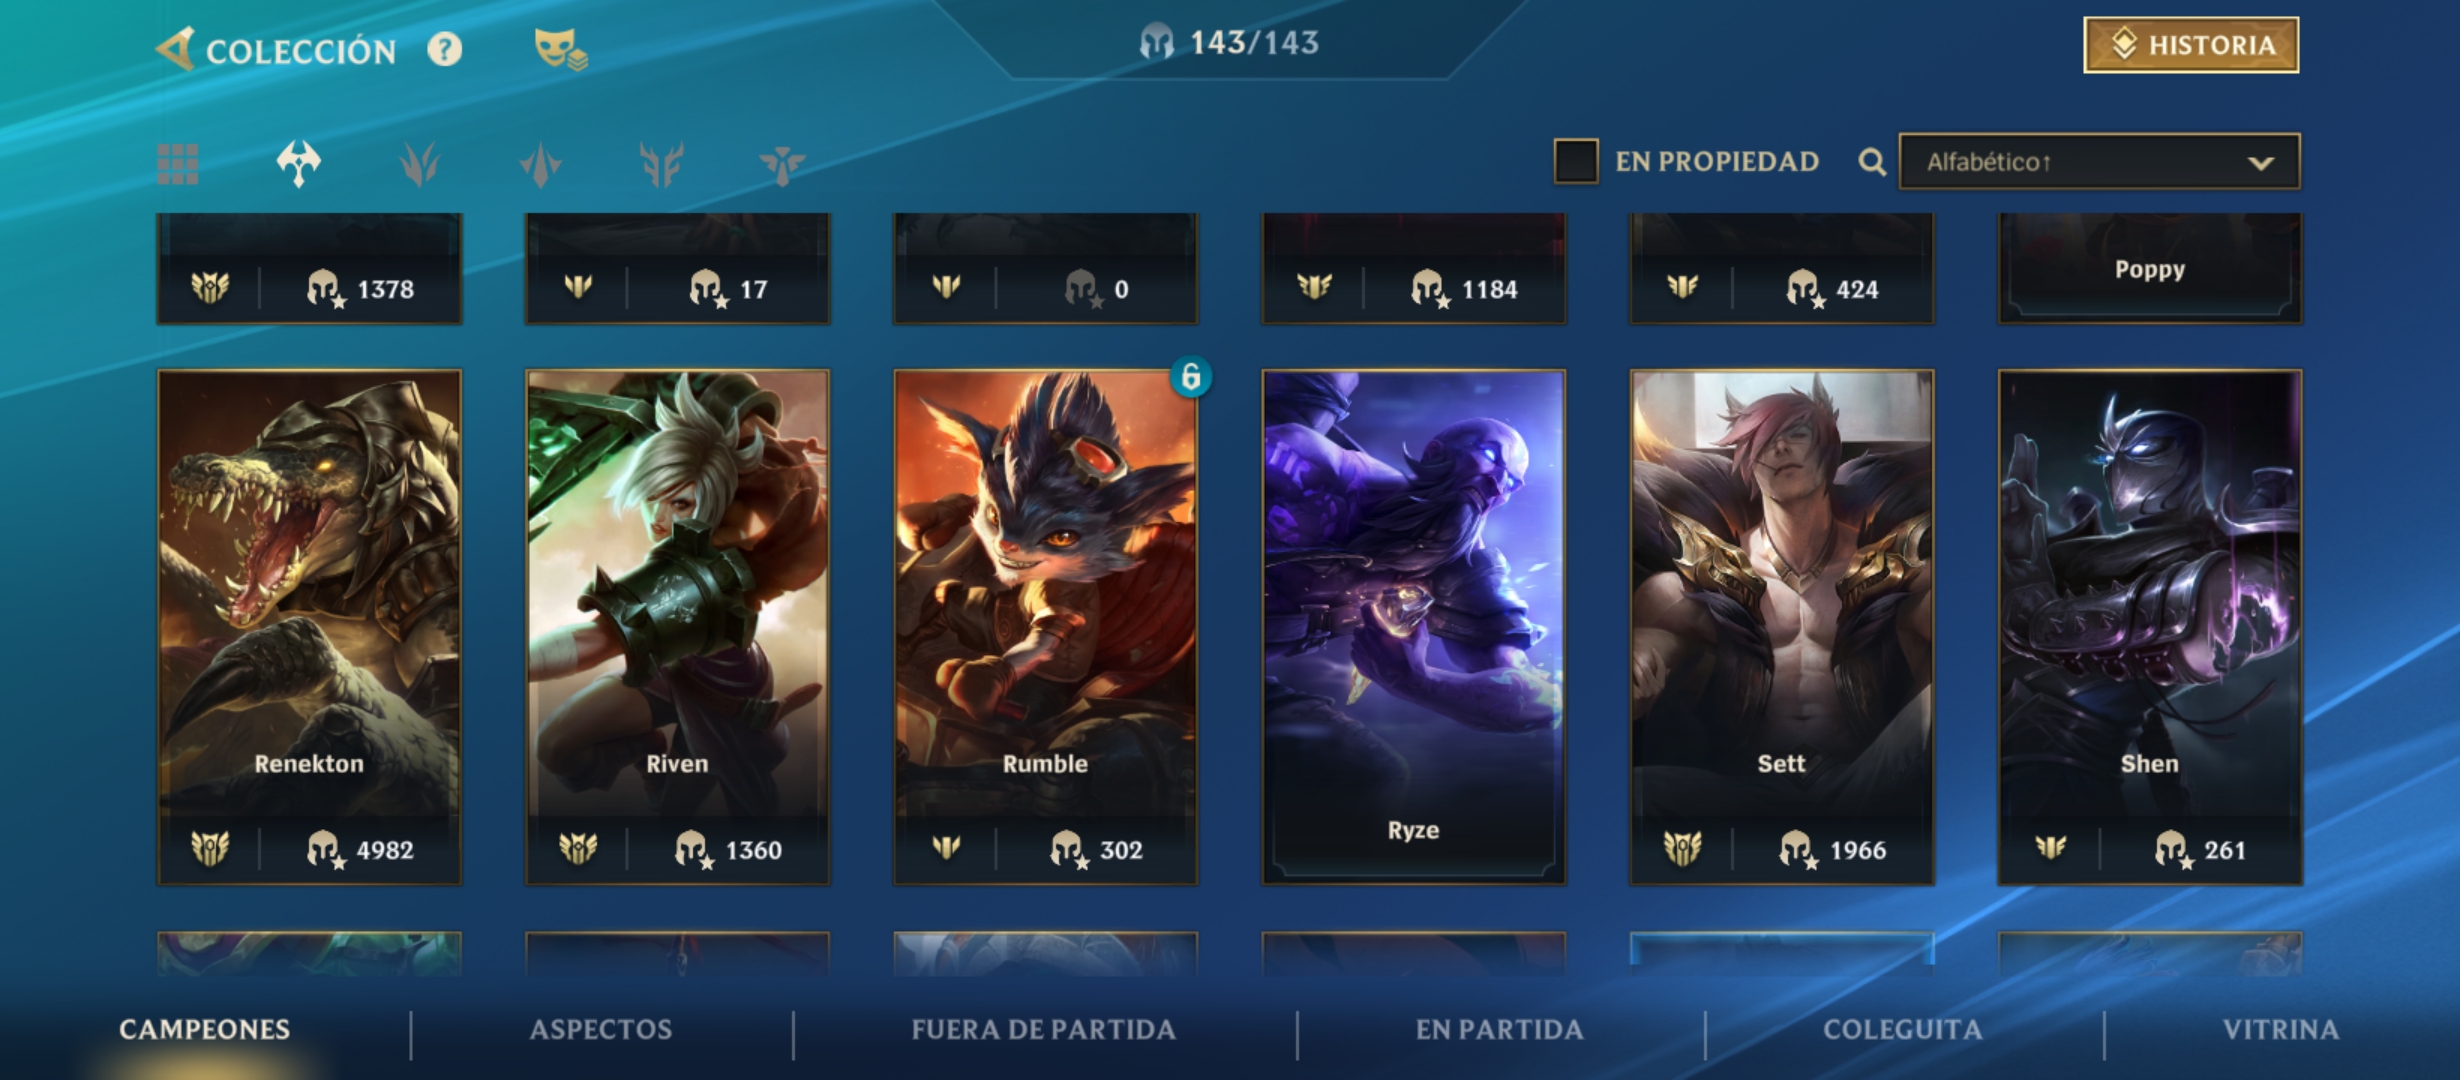 COLECCIÓN ?
143/143
HISTORIA
EN PROPIEDAD
Alfabético↑
1378
17
0
1184
424
Poppy
Renekton
4982
Riven
1360
Rumble
302
Ryze
Sett
1966
Shen
261
CAMPEONES
ASPECTOS
FUERA DE PARTIDA
EN PARTIDA
COLEGUITA
VITRINA